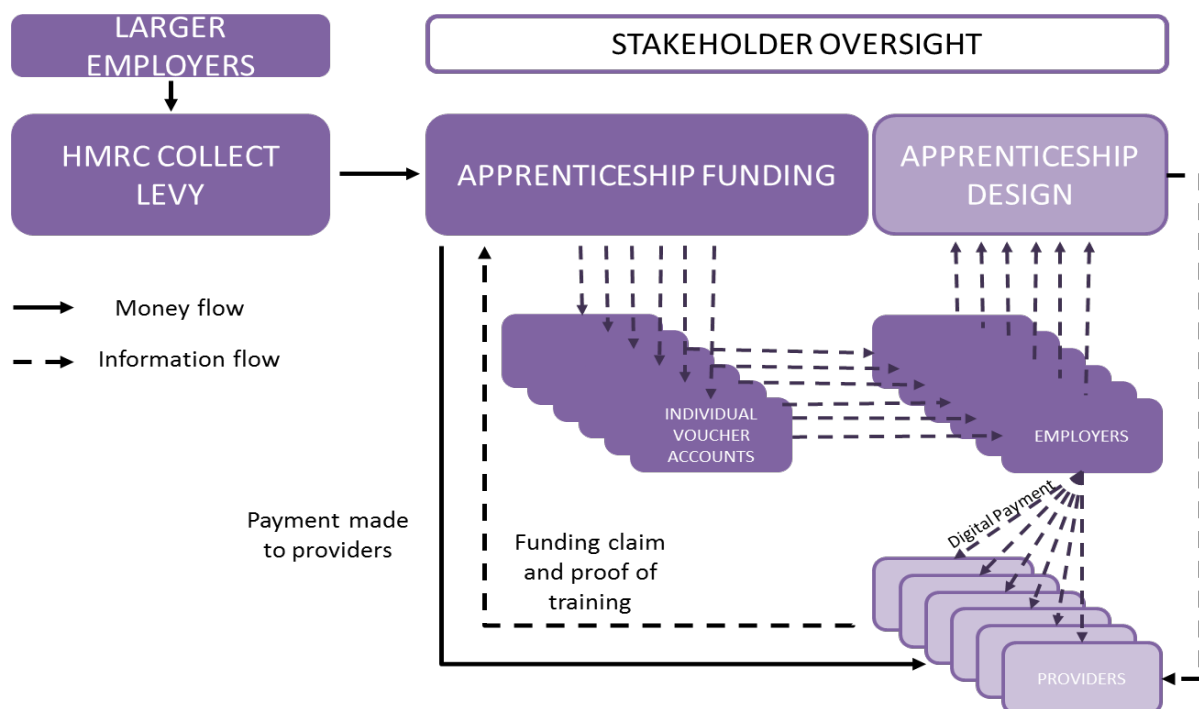 LARGER
EMPLOYERS
STAKEHOLDER OVERSIGHT
HMRC COLLECT
LEVY
APPRENTICESHIP FUNDING
APPRENTICESHIP
DESIGN
Money flow
Information flow
INDIVIDUAL
VOUCHER
ACCOUNTS
EMPLOYERS
Payment made
to providers
Funding claim
and proof of
training
Digital Payment
PROVIDERS